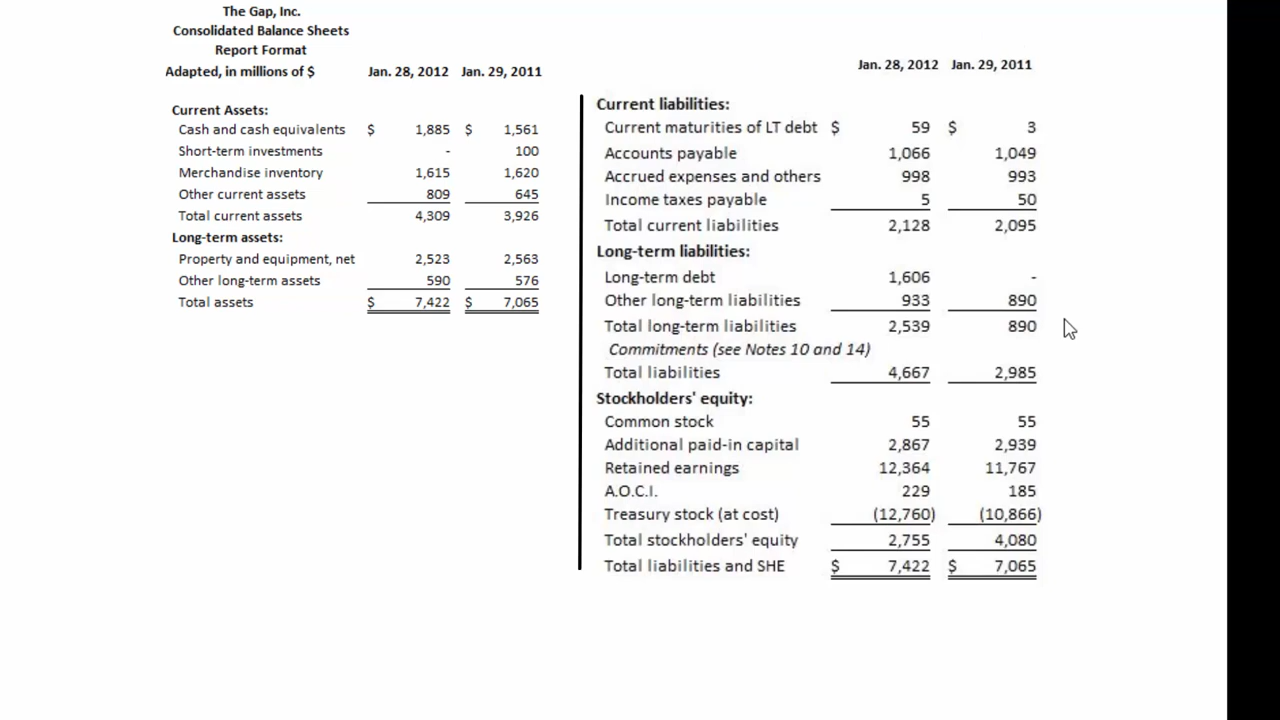 The Gap, Inc.
Consolidated Balance Sheets
Report Format
Adapted, in millions of $ Jan. 28, 2012 Jan. 29, 2011
Current Assets:
Cash and cash equivalents $ 1,885 $ 1,561
Short-term investments - 100
Merchandise inventory 1,615 1,620
Other current assets 809 645
Total current assets 4,309 3,926
Long-term assets:
Property and equipment, net 2,523 2,563
Other long-term assets 590 576
Total assets $ 7,422 $ 7,065
Jan. 28, 2012 Jan. 29, 2011
Current liabilities:
Current maturities of LT debt $ 59 $ 3
Accounts payable 1,066 1,049
Accrued expenses and others 998 993
Income taxes payable 5 50
Total current liabilities 2,128 2,095
Long-term liabilities:
Long-term debt 1,606 -
Other long-term liabilities 933 890
Total long-term liabilities 2,539 890
Commitments (see Notes 10 and 14)
Total liabilities 4,667 2,985
Stockholders' equity:
Common stock 55 55
Additional paid-in capital 2,867 2,939
Retained earnings 12,364 11,767
A.O.C.I. 229 185
Treasury stock (at cost) (12,760) (10,866)
Total stockholders' equity 2,755 4,080
Total liabilities and SHE $ 7,422 $ 7,065